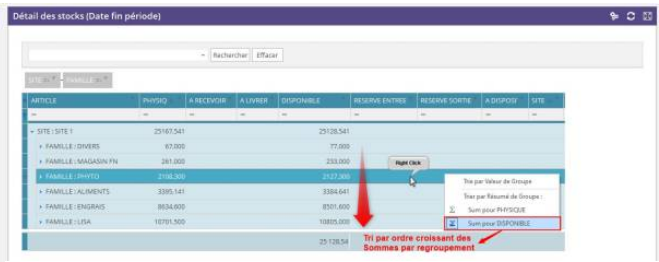 Détail des stocks (Date fin période)
Rechercher Effacer
SITE FAMILLE
ARTICLE PHYSIQ A RECEVOIR A LIVRER DISPONIBLE RESERVE ENTREE RESERVE SORTIE A DISPOSI SITE
SITE : SITE 1 25167,541 25128,541
FAMILLE : DIVERS 67,000 77,000
FAMILLE : MAGASIN FN 261,000 233,000
FAMILLE : PHYTO 2108,300 2127,300
FAMILLE : ALIMENTS 3395,141 3384,641
FAMILLE : ENGRAIS 8634,600 8501,600
FAMILLE : LISA 10701,500 10805,000
25 128,54
Right Click
Trie par Valeur de Groupe
Trier par Résumé de Groupe :
Σ Sum pour PHYSIQUE
Σ Sum pour DISPONIBLE
Tri par ordre croissant des
Sommes par regroupement